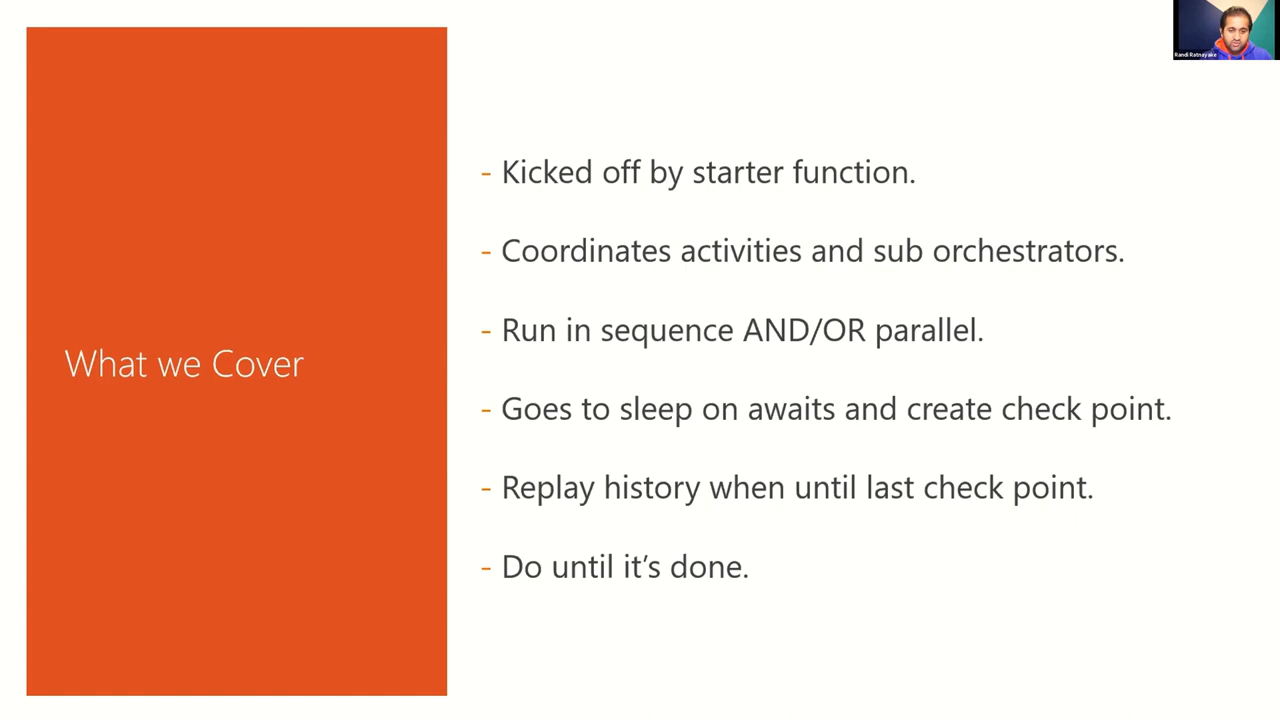 Randi Ratnayake
What we Cover
- Kicked off by starter function.
- Coordinates activities and sub orchestrators.
- Run in sequence AND/OR parallel.
- Goes to sleep on awaits and create check point.
- Replay history when until last check point.
- Do until it’s done.